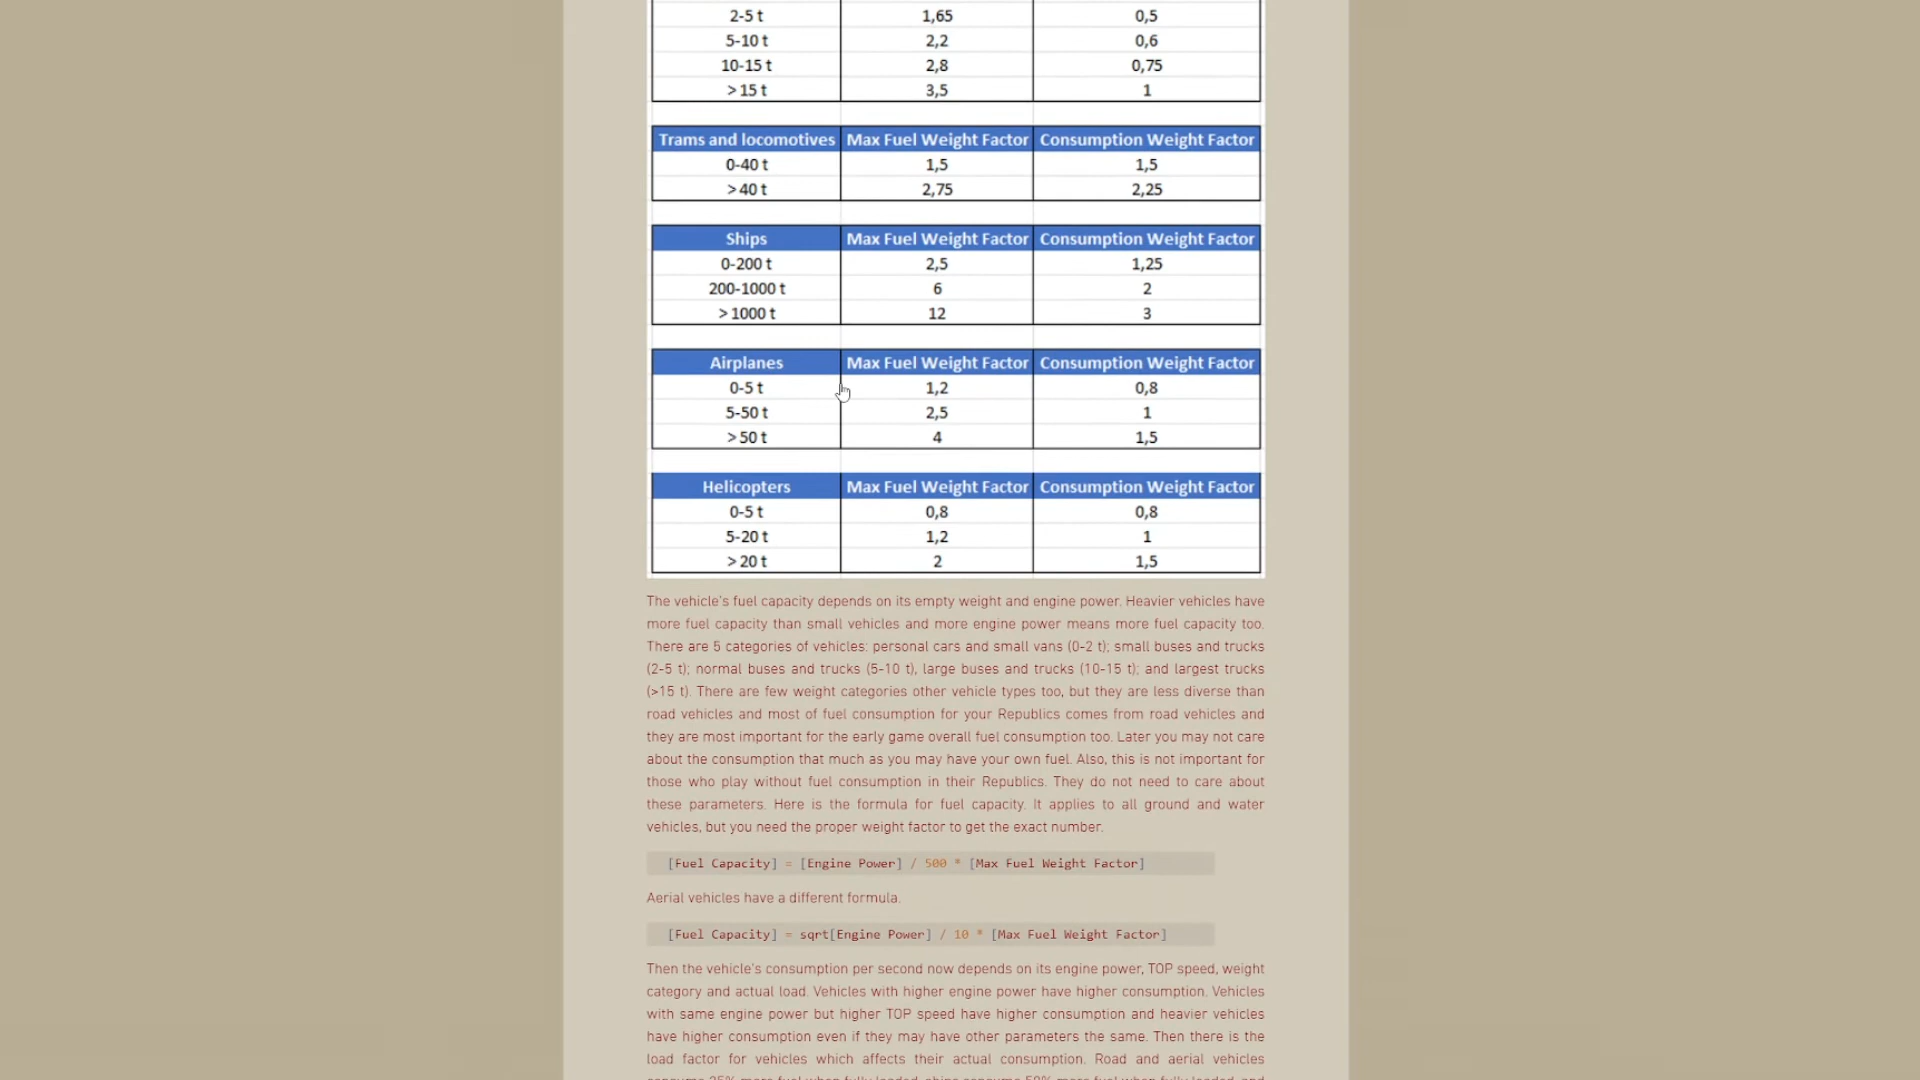 2-5 t 1,65 0,5
5-10 t 2,2 0,6
10-15 t 2,8 0,75
> 15 t 3,5 1
Trams and locomotives Max Fuel Weight Factor Consumption Weight Factor
0-40 t 1,5 1,5
> 40 t 2,75 2,25
Ships Max Fuel Weight Factor Consumption Weight Factor
0-200 t 2,5 1,25
200-1000 t 6 2
> 1000 t 12 3
Airplanes Max Fuel Weight Factor Consumption Weight Factor
0-5 t 1,2 0,8
5-50 t 2,5 1
> 50 t 4 1,5
Helicopters Max Fuel Weight Factor Consumption Weight Factor
0-5 t 0,8 0,8
5-20 t 1,2 1
> 20 t 2 1,5
The vehicle's fuel capacity depends on its empty weight and engine power. Heavier vehicles have
more fuel capacity than small vehicles and more engine power means more fuel capacity too.
There are 5 categories of vehicles: personal cars and small vans (0-2 t); small buses and trucks
(2-5 t); normal buses and trucks (5-10 t), large buses and trucks (10-15 t); and largest trucks
(>15 t). There are few weight categories other vehicle types too, but they are less diverse than
road vehicles and most of fuel consumption for your Republics comes from road vehicles and
they are most important for the early game overall fuel consumption too. Later you may not care
about the consumption that much as you may have your own fuel. Also, this is not important for
those who play without fuel consumption in their Republics. They do not need to care about
these parameters. Here is the formula for fuel capacity. It applies to all ground and water
vehicles, but you need the proper weight factor to get the exact number.
[Fuel Capacity] = [Engine Power] / 500 * [Max Fuel Weight Factor]
Aerial vehicles have a different formula.
[Fuel Capacity] = sqrt[Engine Power] / 10 * [Max Fuel Weight Factor]
Then the vehicle's consumption per second now depends on its engine power, TOP speed, weight
category and actual load. Vehicles with higher engine power have higher consumption. Vehicles
with same engine power but higher TOP speed have higher consumption and heavier vehicles
have higher consumption even if they may have other parameters the same. Then there is the
load factor for vehicles which affects their actual consumption. Road and aerial vehicles
consume 25% more fuel when fully loaded, ships consume 50% more fuel when fully loaded, and